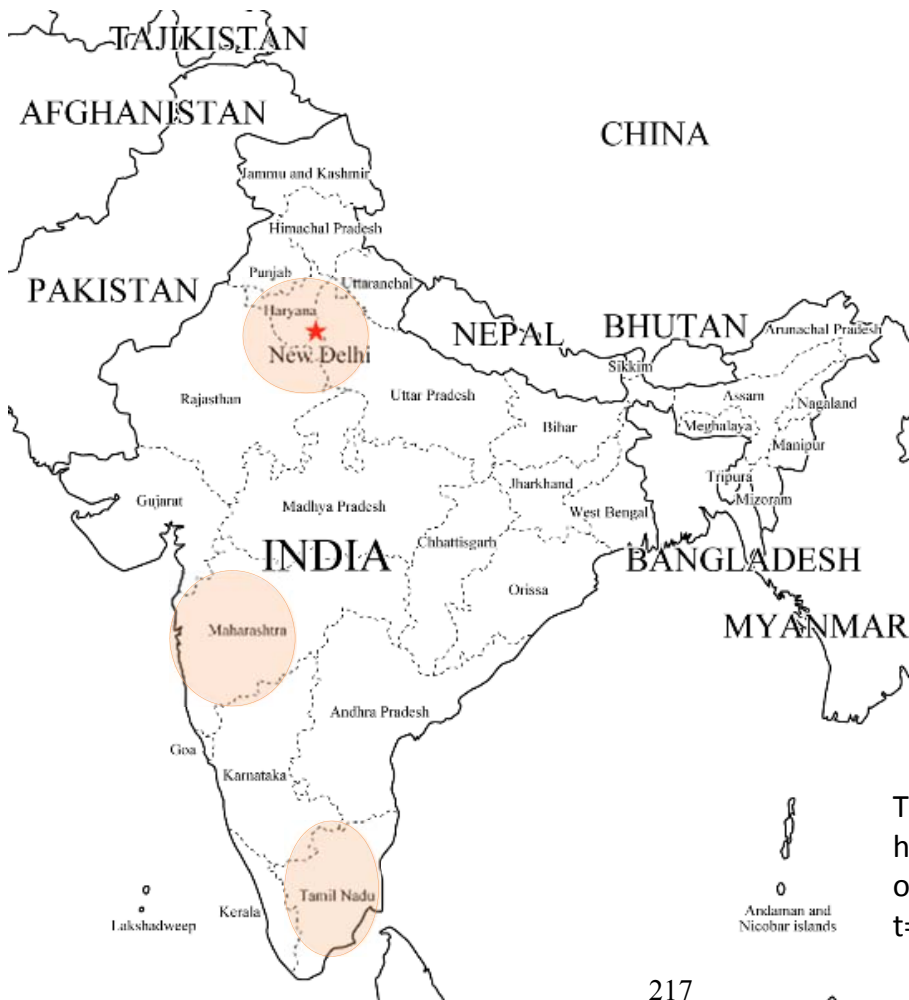 TAJIKISTAN
AFGHANISTAN
CHINA
Jammu and Kashmir
Himachal Pradesh
Punjab
Uttaranchal
PAKISTAN
Haryana
New Delhi
NEPAL
BHUTAN
Arunachal Pradesh
Sikkim
Rajasthan
Uttar Pradesh
Assam
Nagaland
Bihar
Meghalaya
Manipur
Jharkhand
Tripura
Mizoram
Gujarat
Madhya Pradesh
West Bengal
Chhattisgarh
INDIA
BANGLADESH
Orissa
Maharashtra
MYANMAR
Andhra Pradesh
Goa
Karnataka
Tamil Nadu
Kerala
Lakshadweep
Andaman and
Nicobar islands
T
h
o
t=
217